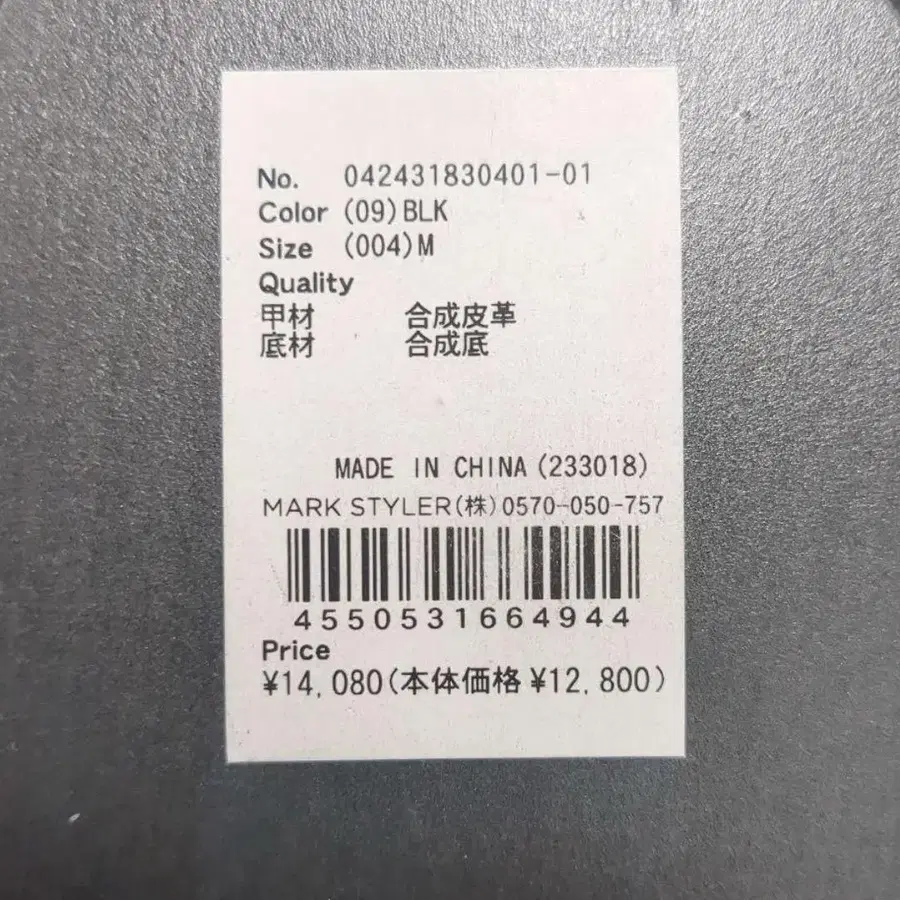 No. 042431830401-01
Color (09)BLK
Size (004)M
Quality
甲材 合成皮革
底材 合成底
MADE IN CHINA(233018)
MARK STYLER(株)0570-050-757
4550531664944
Price
¥14,080(本体価格¥12,800)